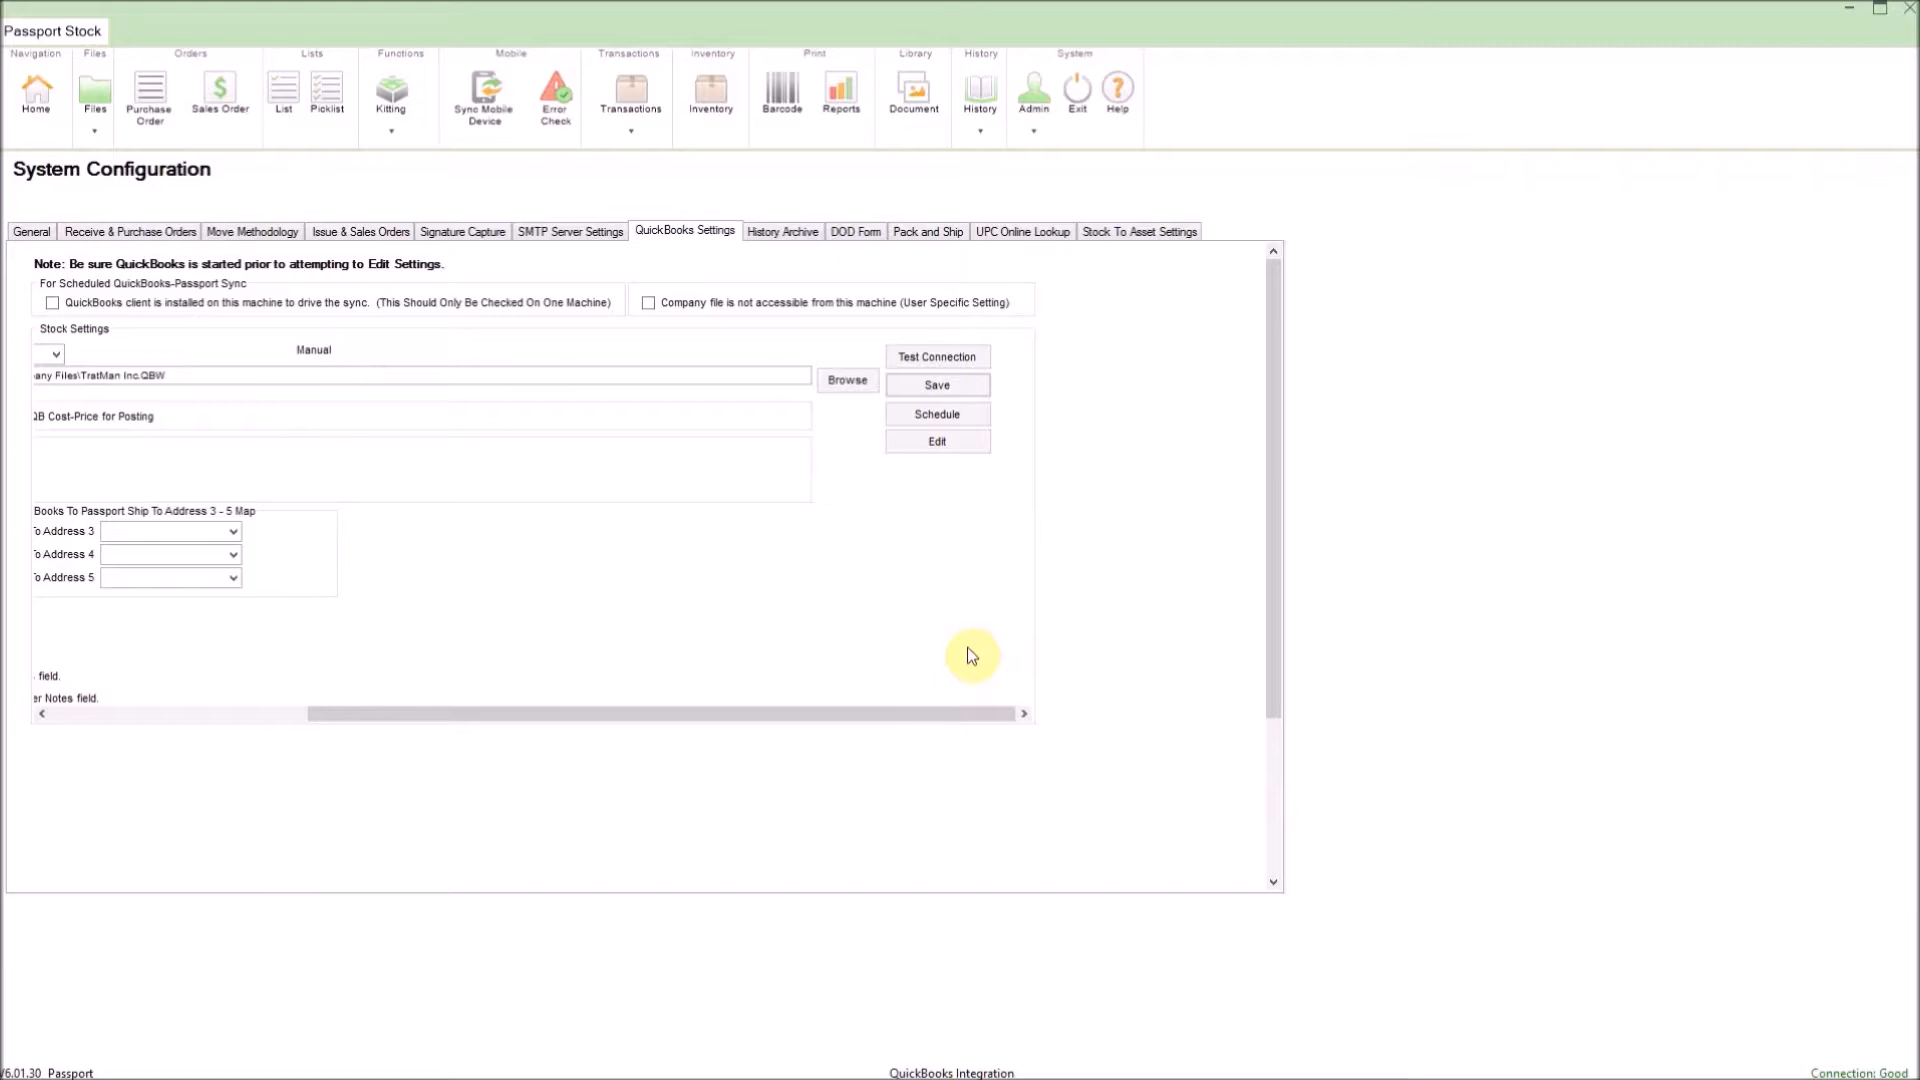 Passport Stock
Navigation Files Orders Lists Functions Mobile Transactions Inventory Print Library History System
Home Files Purchase Order Sales Order List Picklist Kitting Sync Mobile Device Error Check Transactions Inventory Barcode Reports Document History Admin Exit Help
System Configuration
General Receive & Purchase Orders Move Methodology Issue & Sales Orders Signature Capture SMTP Server Settings QuickBooks Settings History Archive DOD Form Pack and Ship UPC Online Lookup Stock To Asset Settings
Note: Be sure QuickBooks is started prior to attempting to Edit Settings.
For Scheduled QuickBooks-Passport Sync
QuickBooks client is installed on this machine to drive the sync. (This Should Only Be Checked On One Machine) Company file is not accessible from this machine (User Specific Setting)
Stock Settings
Manual
Test Connection
any Files\TratMan Inc.QBW
Browse
Save
QB Cost-Price for Posting
Schedule
Edit
Books To Passport Ship To Address 3 - 5 Map
To Address 3
To Address 4
To Address 5
field.
er Notes field.
V6.01.30 Passport QuickBooks Integration Connection: Good